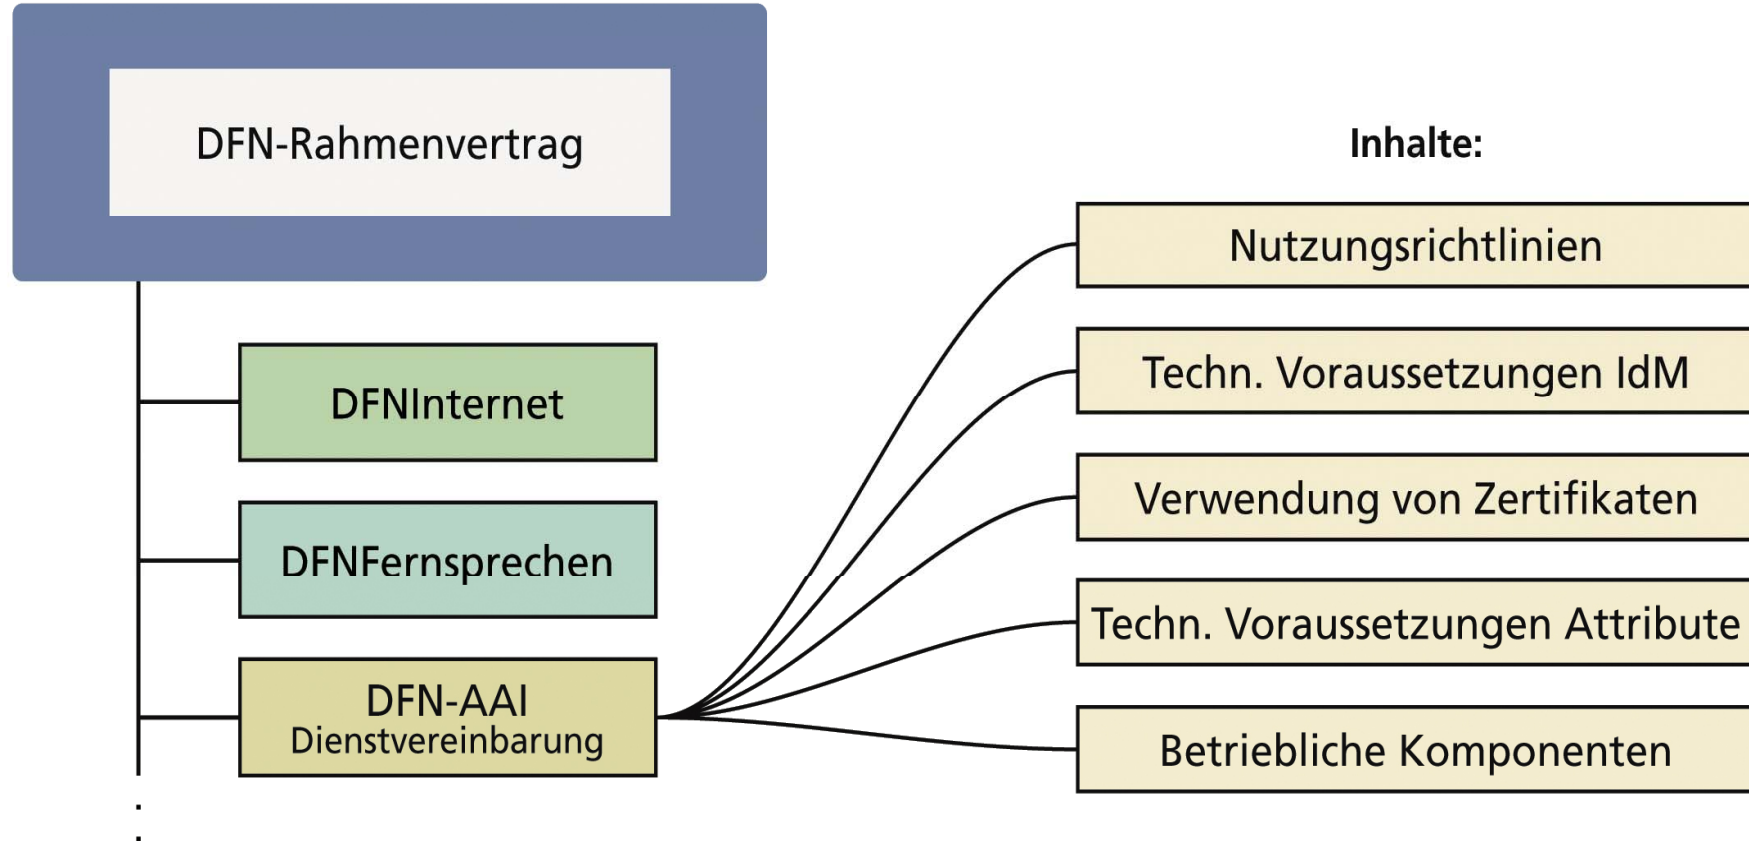 DFN-Rahmenvertrag
DFNInternet
DFNFernsprechen
DFN-AAI
Dienstvereinbarung
Inhalte:
Nutzungsrichtlinien
Techn. Voraussetzungen IdM
Verwendung von Zertifikaten
Techn. Voraussetzungen Attribute
Betriebliche Komponenten